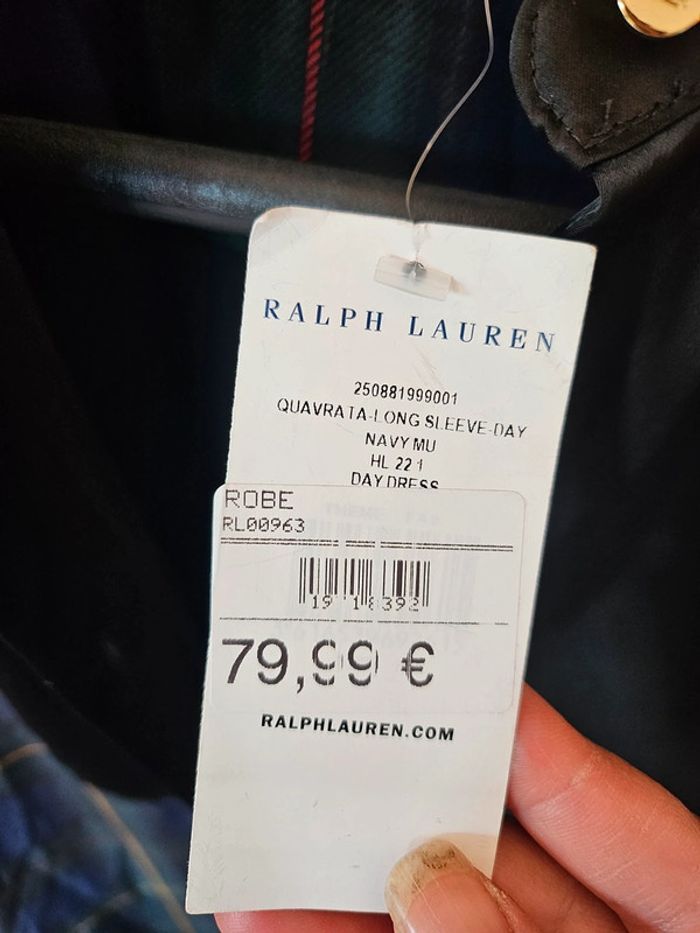 RALPH LAUREN
250881999001
QUAVRATA-LONG SLEEVE-DAY
NAVY MU
HL 22 1
DAY DRESS
ROBE
RL00963
79,99 €
RALPHLAUREN.COM